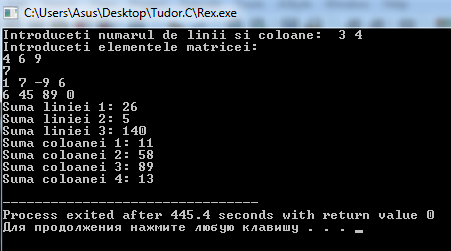 C:\Users\Asus\Desktop\Tudor.C\Rex.exe
Introduceti numarul de linii si coloane:  3 4
Introduceti elementele matricei:
4 6 9
7
1 7 -9 6
6 45 89 0
Suma liniei 1: 26
Suma liniei 2: 5
Suma liniei 3: 140
Suma coloanei 1: 11
Suma coloanei 2: 58
Suma coloanei 3: 89
Suma coloanei 4: 13
--------------------------------
Process exited after 445.4 seconds with return value 0
Для продолжения нажмите любую клавишу . . .